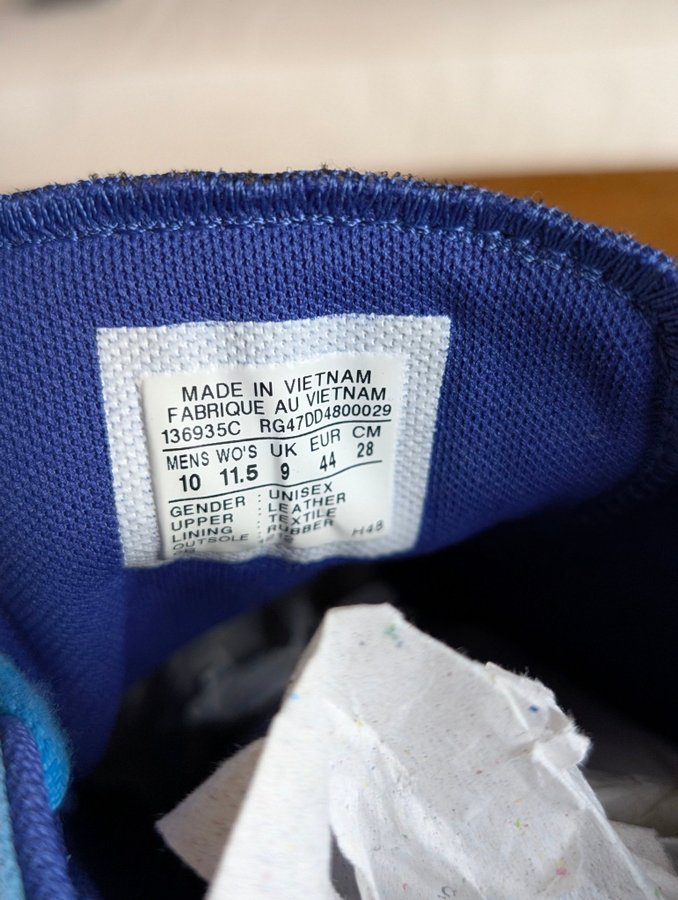 MADE IN VIETNAM
FABRIQUE AU VIETNAM
136935C RG47DD4800029
MENS WO'S UK EUR CM
10 11.5 9 44 28
GENDER : UNISEX
UPPER : LEATHER
LINING : TEXTILE
OUTSOLE : RUBBER
H48